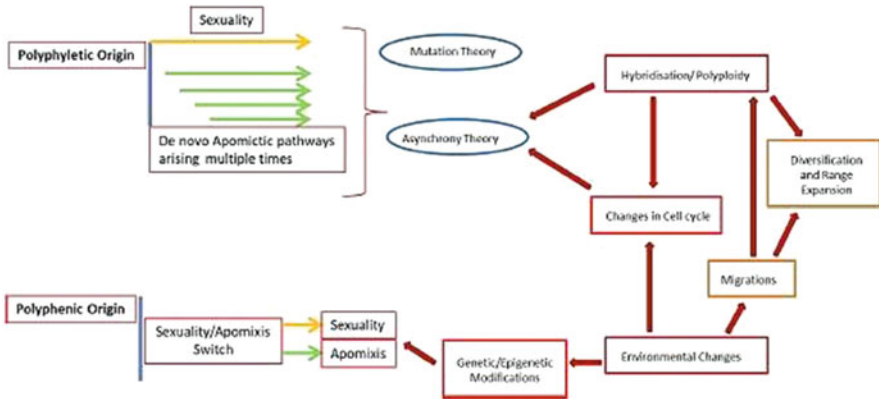 Sexuality
Polyphyletic Origin
De novo Apomictic pathways
arising multiple times
Mutation Theory
Asynchrony Theory
Hybridisation/ Polyploidy
Diversification
and Range
Expansion
Changes in Cell cycle
Migrations
Polyphenic Origin
Sexuality/Apomixis
Switch
Sexuality
Apomixis
Genetic/Epigenetic
Modifications
Environmental Changes